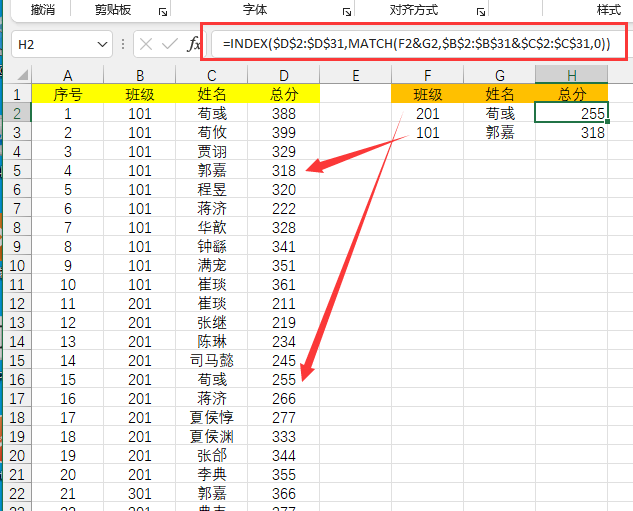 撤消 剪贴板 字体 对齐方式 样式
H2 fx =INDEX($D$2:$D$31,MATCH(F2&G2,$B$2:$B$31&$C$2:$C$31,0))
A B C D E F G H
1 序号 班级 姓名 总分 班级 姓名 总分
2 1 101 荀彧 388 201 荀彧 255
3 2 101 荀攸 399 101 郭嘉 318
4 3 101 贾诩 329
5 4 101 郭嘉 318
6 5 101 程昱 320
7 6 101 蒋济 222
8 7 101 华歆 328
9 8 101 钟繇 341
10 9 101 满宠 351
11 10 101 崔琰 361
12 11 201 崔琰 211
13 12 201 张继 219
14 13 201 陈琳 234
15 14 201 司马懿 245
16 15 201 荀彧 255
17 16 201 蒋济 266
18 17 201 夏侯惇 277
19 18 201 夏侯渊 333
20 19 201 张郃 344
21 20 201 李典 355
22 21 301 郭嘉 366